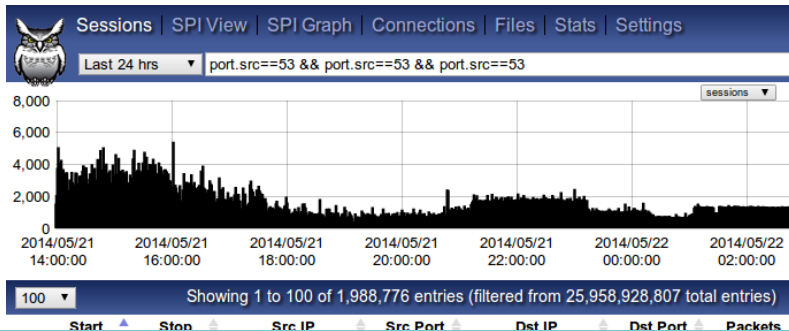 Sessions | SPI View | SPI Graph | Connections | Files | Stats | Settings
Last 24 hrs ▼ port.src==53 && port.src==53 && port.src==53
sessions ▼
8,000
6,000
4,000
2,000
0
2014/05/21 2014/05/21 2014/05/21 2014/05/21 2014/05/21 2014/05/22 2014/05/22
14:00:00 16:00:00 18:00:00 20:00:00 22:00:00 00:00:00 02:00:00
100 ▼ Showing 1 to 100 of 1,988,776 entries (filtered from 25,958,928,807 total entries)
Start Stop Src IP Src Port Dst IP Dst Port Packets